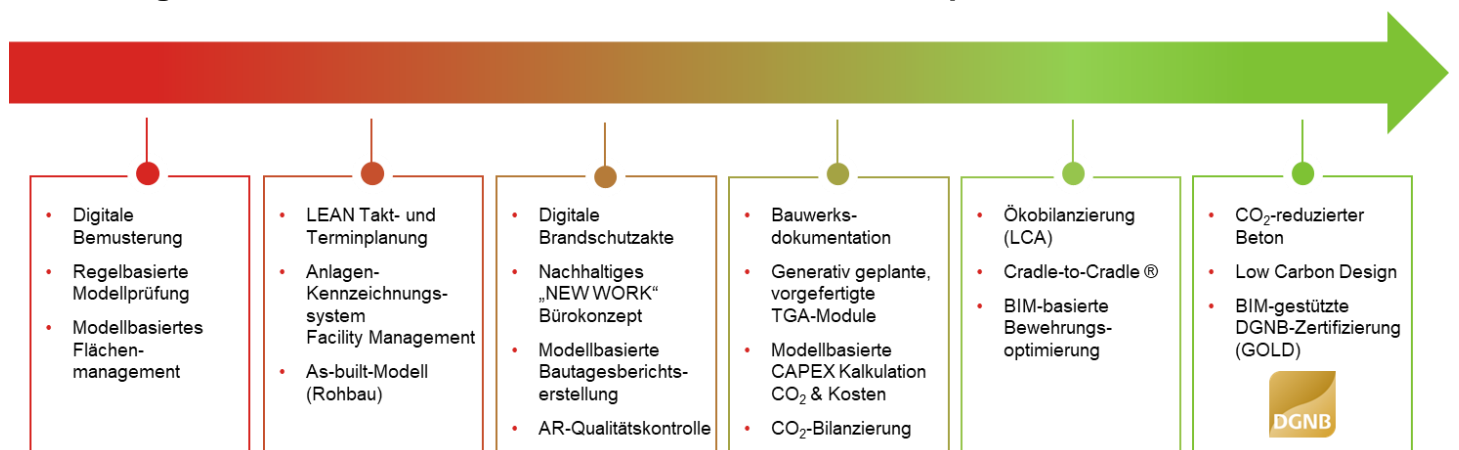 • Digitale
Bemusterung
• Regelbasierte
Modellprüfung
• Modellbasiertes
Flächen-
management
• LEAN Takt- und
Terminplanung
• Anlagen-
Kennzeichnungs-
system
Facility Management
• As-built-Modell
(Rohbau)
• Digitale
Brandschutzakte
• Nachhaltiges
„NEW WORK“
Bürokonzept
• Modellbasierte
Bautagesberichts-
erstellung
• AR-Qualitätskontrolle
• Bauwerks-
dokumentation
• Generativ geplante,
vorgefertigte
TGA-Module
• Modellbasierte
CAPEX Kalkulation
CO₂ & Kosten
• CO₂-Bilanzierung
• Ökobilanzierung
(LCA)
• Cradle-to-Cradle ®
• BIM-basierte
Bewehrungs-
optimierung
• CO₂-reduzierter
Beton
• Low Carbon Design
• BIM-gestützte
DGNB-Zertifizierung
(GOLD)
DGNB